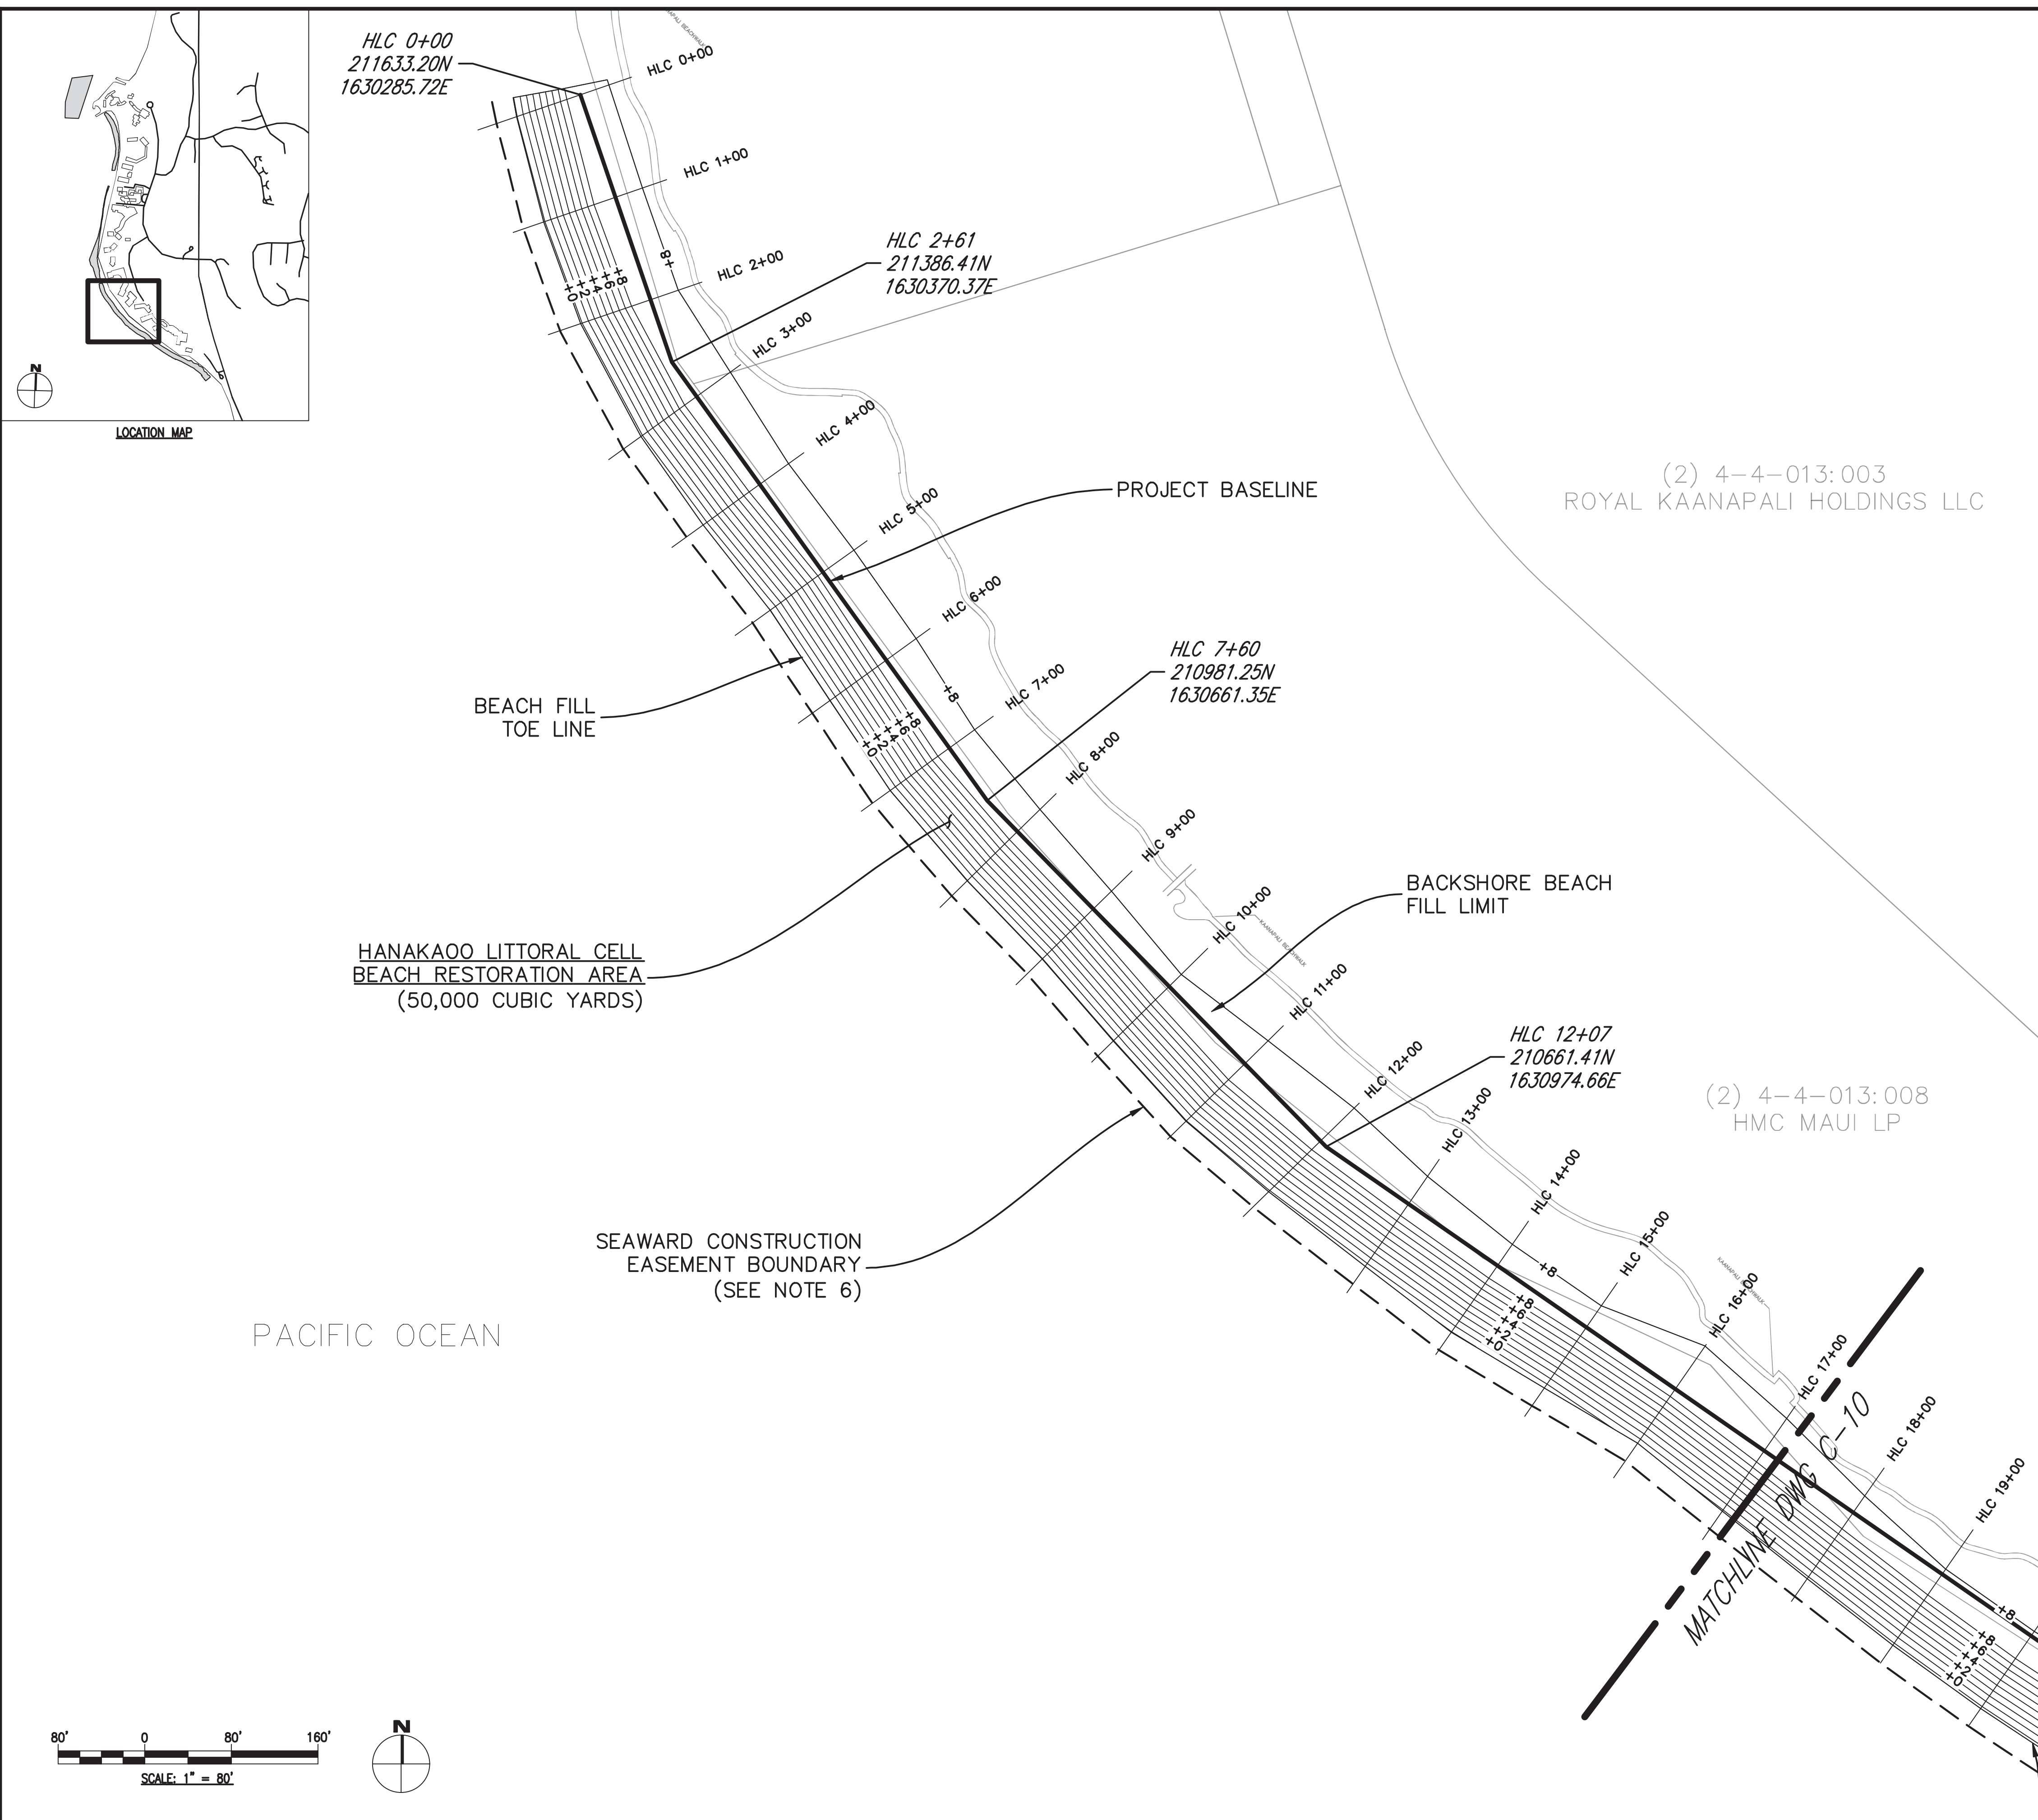 N
LOCATION MAP
HLC 0+00
211633.20N
1630285.72E
KAANAPALI BEACHWALK
HLC 0+00
HLC 1+00
HLC 2+00
+8
+8
+6
+4
+2
+0
HLC 2+61
211386.41N
1630370.37E
HLC 3+00
HLC 4+00
HLC 5+00
PROJECT BASELINE
(2) 4-4-013:003
ROYAL KAANAPALI HOLDINGS LLC
HLC 6+00
HLC 7+00
HLC 7+60
210981.25N
1630661.35E
BEACH FILL
TOE LINE
+8
+8
+6
+4
+2
+0
HLC 8+00
HLC 9+00
HLC 10+00
KAANAPALI BEACHWALK
BACKSHORE BEACH
FILL LIMIT
HANAKAOO LITTORAL CELL
BEACH RESTORATION AREA
(50,000 CUBIC YARDS)
HLC 11+00
HLC 12+00
HLC 12+07
210661.41N
1630974.66E
(2) 4-4-013:008
HMC MAUI LP
HLC 13+00
HLC 14+00
HLC 15+00
SEAWARD CONSTRUCTION
EASEMENT BOUNDARY
(SEE NOTE 6)
+8
+8
+6
+4
+2
+0
KAANAPALI BEACHWALK
HLC 16+00
HLC 17+00
PACIFIC OCEAN
HLC 18+00
HLC 19+00
MATCHLINE DWG C-10
+8
+8
+6
+4
+2
+0
80' 0 80' 160'
SCALE: 1" = 80'
N